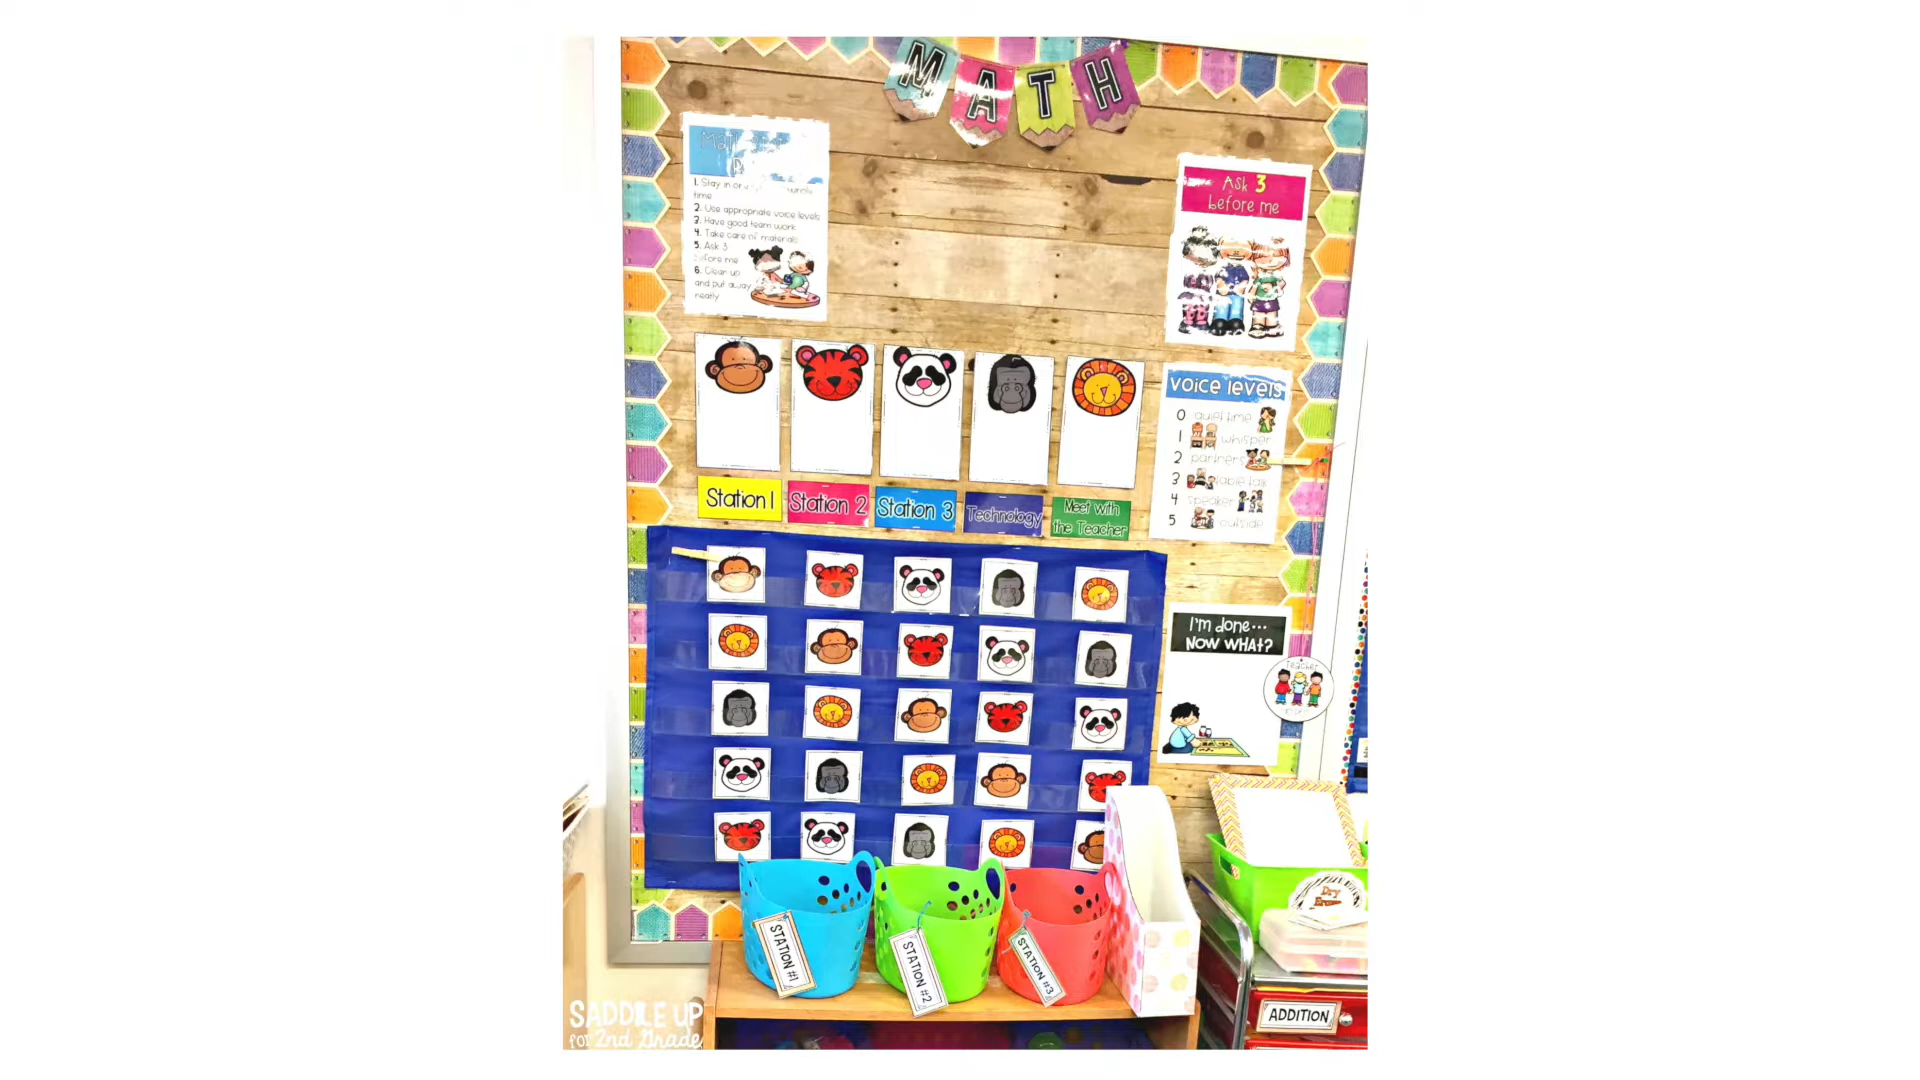 MATH
1. Stay in
time
2. Use appropriate voice levels
3. Have good team work
4. Take care of materials
5. Ask 3
before me
6. Clean up
and put away
neatly
Ask 3
before me
voice levels
0 quiet time
1 whisper
2 partners
3 table talk
4 speaker
5 outside
Station 1
Station 2
Station 3
Technology
Meet with
the Teacher
I'm done...
NOW WHAT?
Teacher
STATION #1
STATION #2
STATION #3
Dry
Erase
ADDITION
SADDLE UP
for 2nd Grade